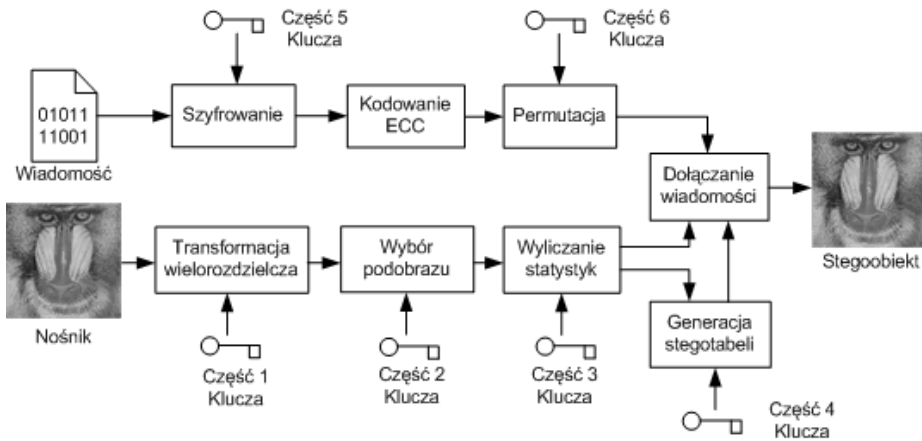 Część 5
Klucza
Część 6
Klucza
01011
11001
Wiadomość
Szyfrowanie
Kodowanie
ECC
Permutacja
Dołączanie
wiadomości
Stegoobiekt
Nośnik
Transformacja
wielorozdzielcza
Wybór
podobrazu
Wyliczanie
statystyk
Generacja
stegotabeli
Część 1
Klucza
Część 2
Klucza
Część 3
Klucza
Część 4
Klucza